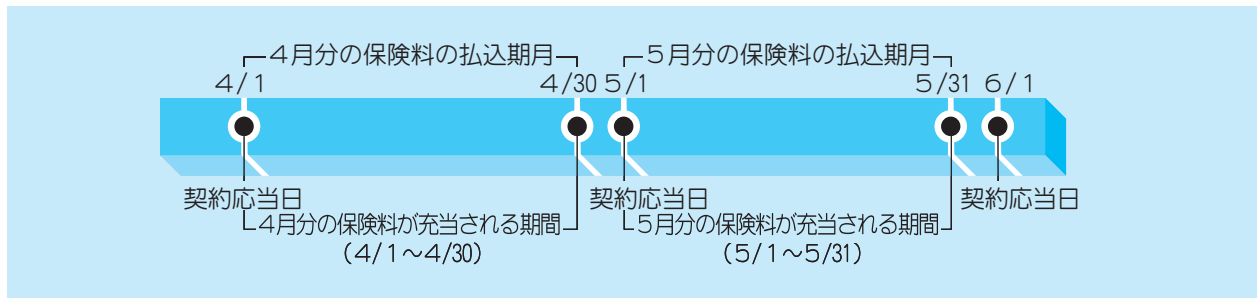 4月分の保険料の払込期月 5月分の保険料の払込期月
4/1 4/30 5/1 5/31 6/1
契約応当日 契約応当日 契約応当日
4月分の保険料が充当される期間 5月分の保険料が充当される期間
(4/1~4/30) (5/1~5/31)